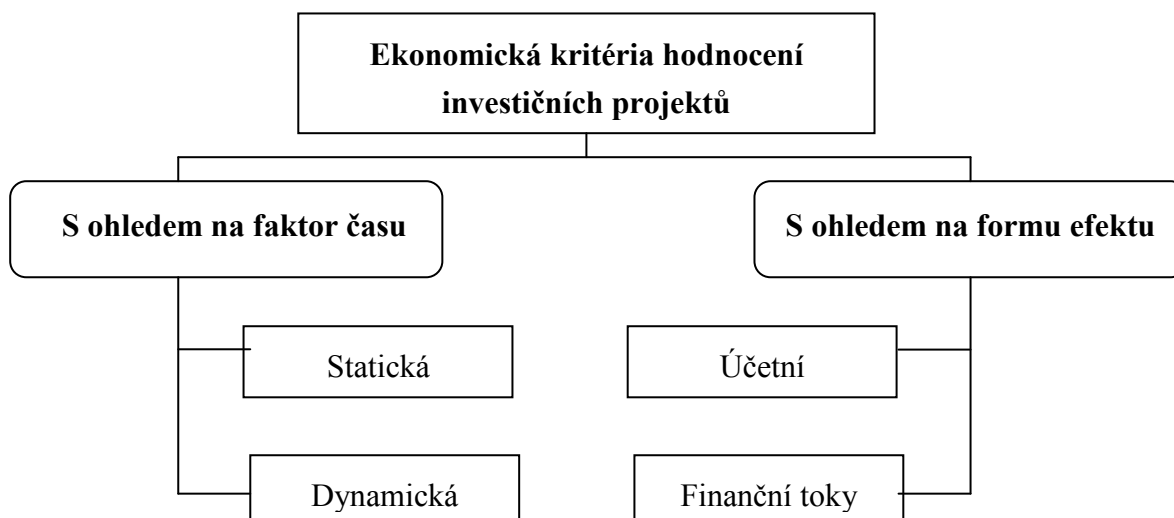 Ekonomická kritéria hodnocení
investičních projektů
S ohledem na faktor času
S ohledem na formu efektu
Statická
Účetní
Dynamická
Finanční toky